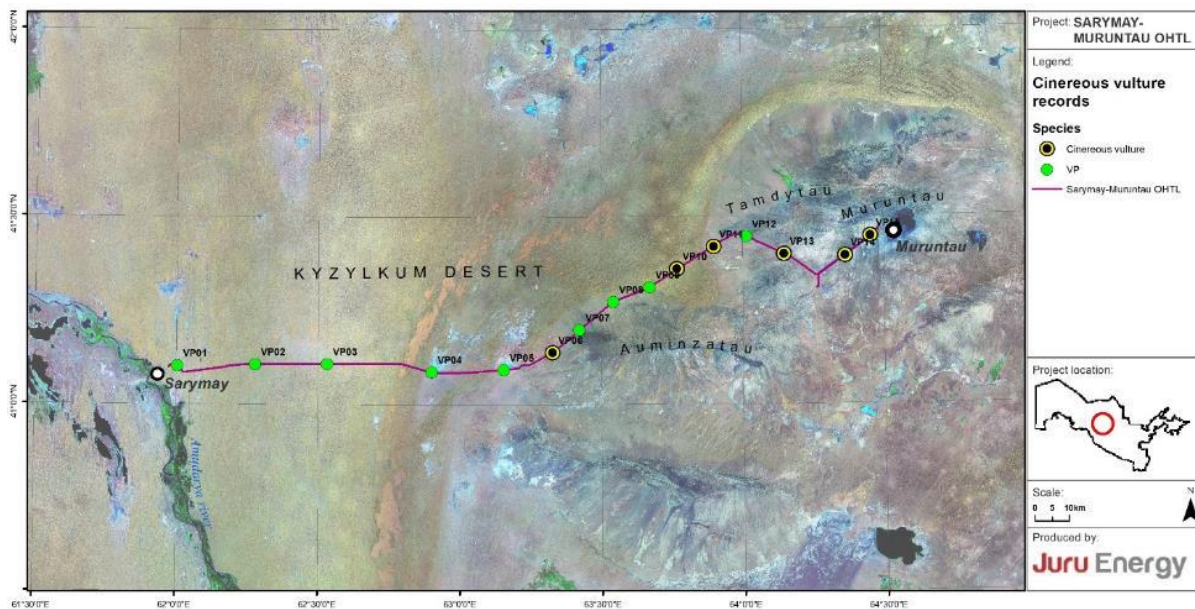 Project: SARYMAY-
MURUNTAU OHTL
Legend:
Cinereous vulture
records
Species
Cinereous vulture
VP
Sarymay-Muruntau OHTL
Project location:
Scale:
0 5 10km
N
Produced by:
Juru Energy
42°0'0"N
41°30'0"N
41°0'0"N
61°30'0"E
62°0'0"E
62°30'0"E
63°0'0"E
63°30'0"E
64°0'0"E
64°30'0"E
Tamdytau
Muruntau
VP12
VP11
VP13
VP14
Muruntau
VP10
KYZYLKUM DESERT
VP08
VP07
VP06
Auminzatau
VP01
VP02
VP03
VP04
VP05
Sarymay
Amudarya river